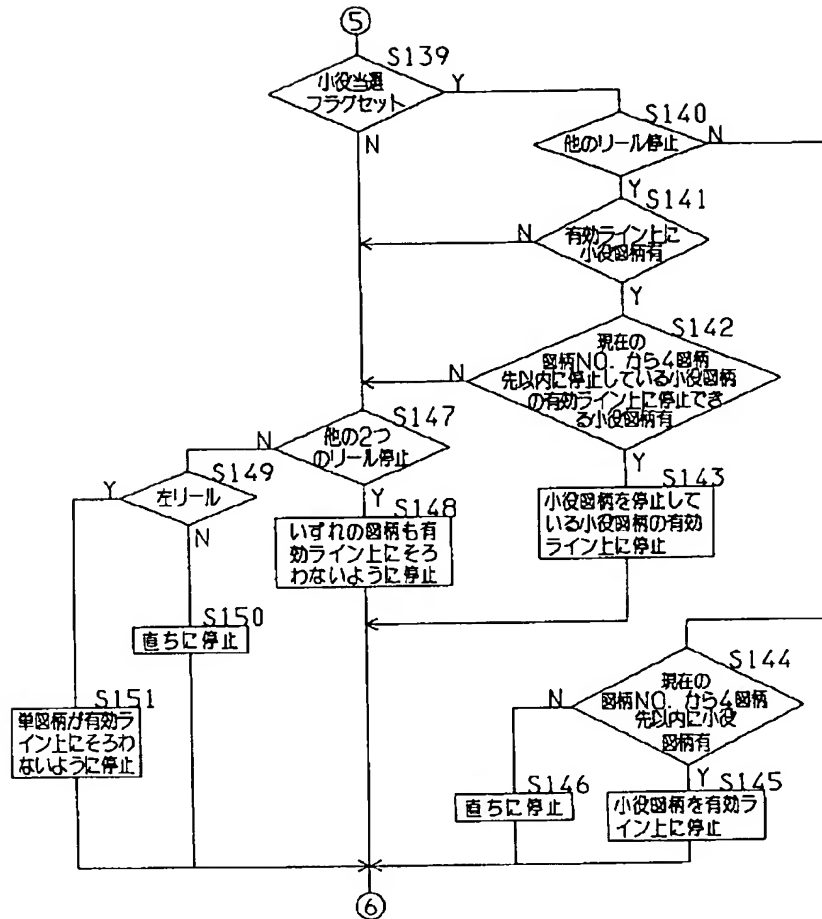 ⑤
S139
小役当選
フラグセット
Y
N
S140
他のリール停止
N
Y
S141
有効ライン上に
小役図柄有
N
Y
S142
現在の
図柄NO.から4図柄
先以内に停止している小役図柄
の有効ライン上に停止でき
る小役図柄有
N
Y
S147
他の2つ
のリール停止
N
Y
S149
左リール
Y
N
S148
いずれの図柄も有
効ライン上にそろ
わないように停止
S143
小役図柄を停止して
いる小役図柄の有効
ライン上に停止
S150
直ちに停止
S151
単図柄が有効ラ
イン上にそろわ
ないように停止
S144
現在の
図柄NO.から4図柄
先以内に小役
図柄有
N
Y
S146
直ちに停止
S145
小役図柄を有効ラ
イン上に停止
⑥